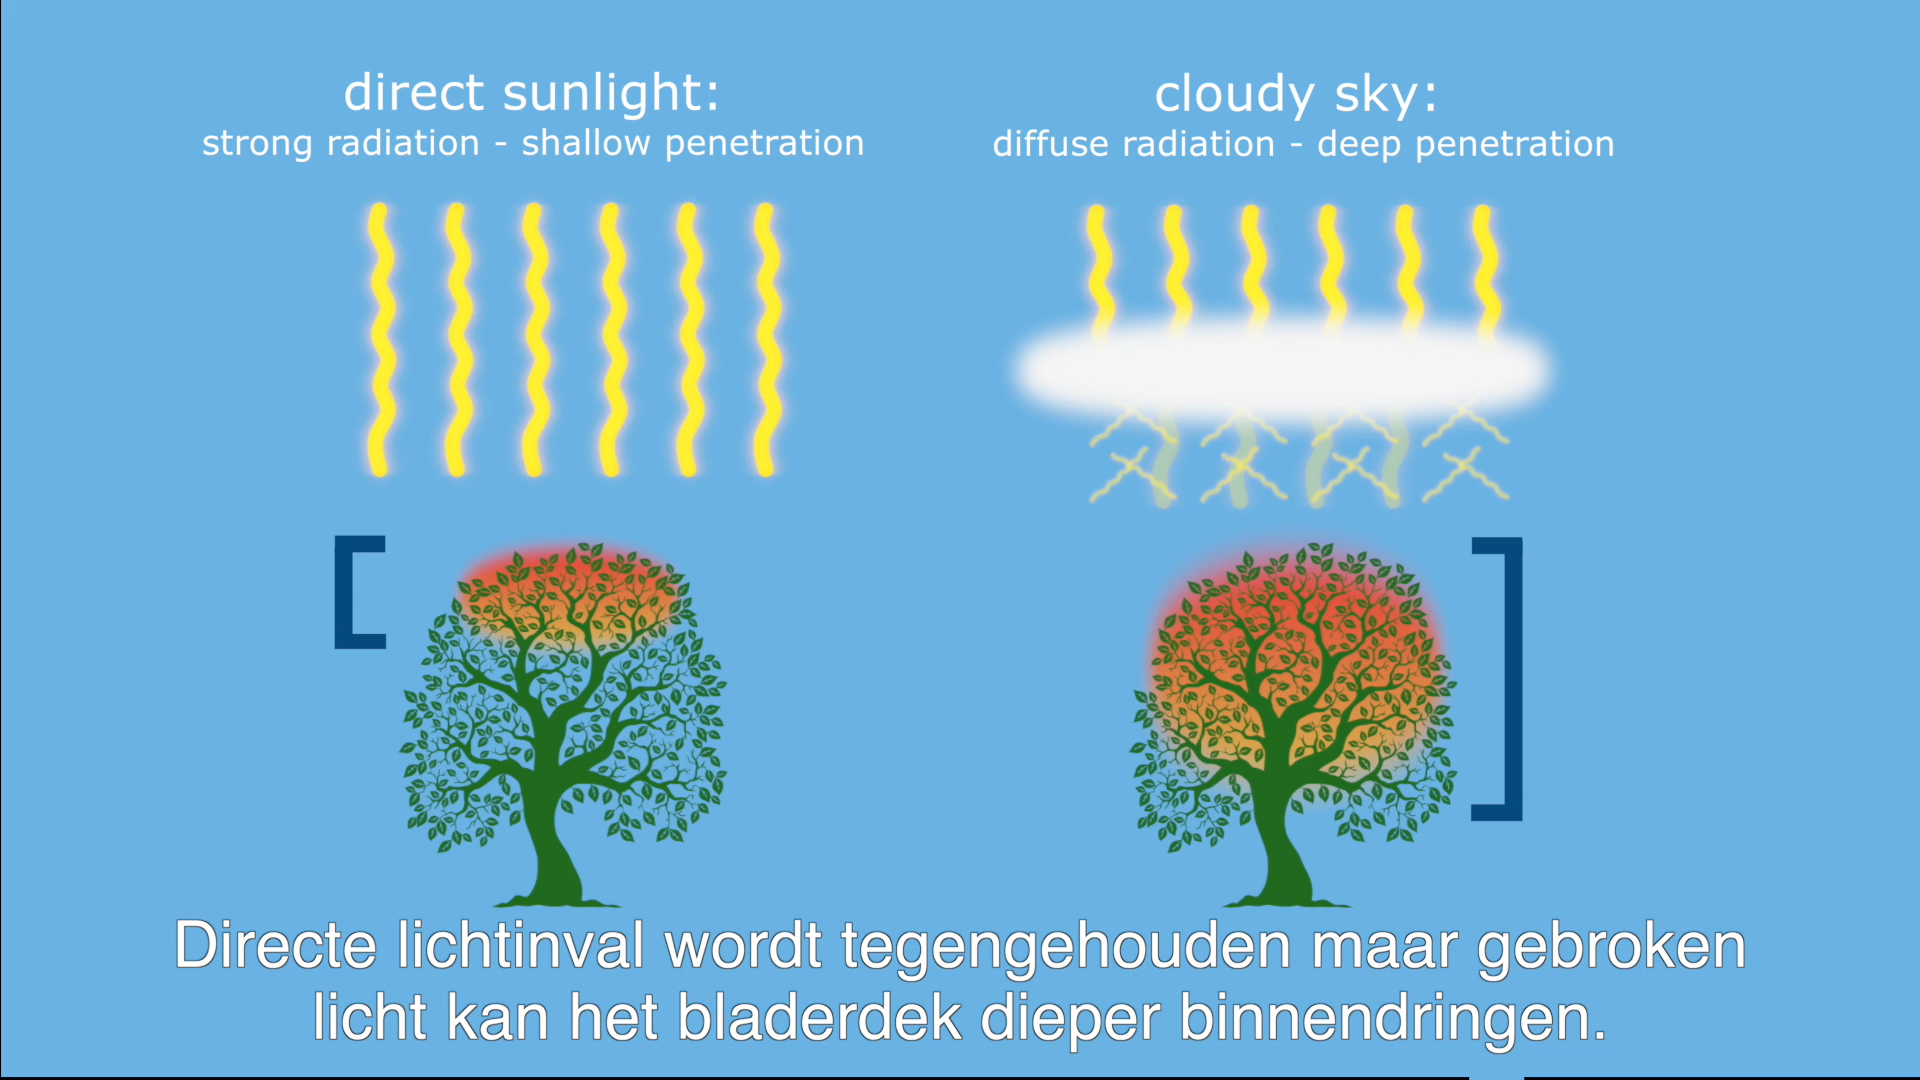 direct sunlight:
strong radiation - shallow penetration
cloudy sky:
diffuse radiation - deep penetration
Directe lichtinval wordt tegengehouden maar gebroken
licht kan het bladerdek dieper binnendringen.